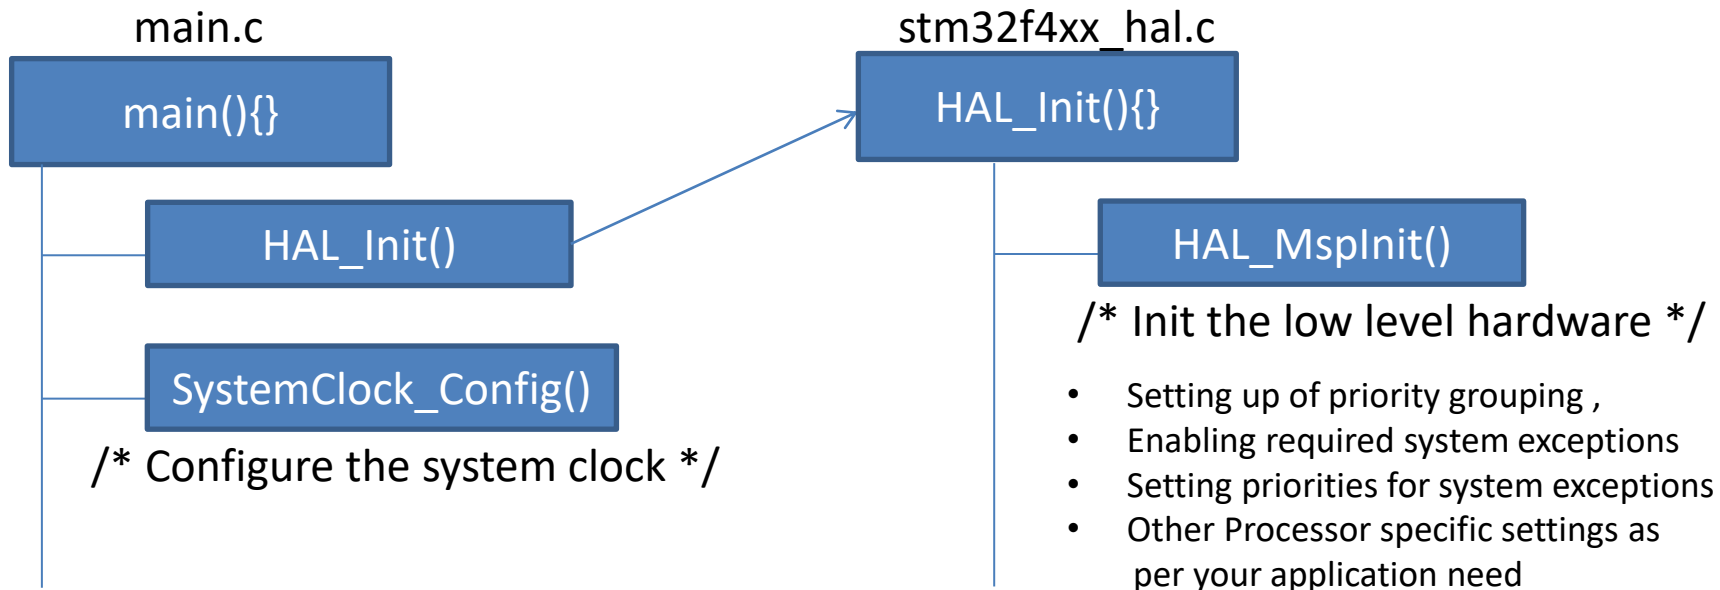 main.c
main(){}
HAL_Init()
SystemClock_Config()
/* Configure the system clock */
stm32f4xx_hal.c
HAL_Init(){}
HAL_MspInit()
/* Init the low level hardware */
• Setting up of priority grouping ,
• Enabling required system exceptions
• Setting priorities for system exceptions
• Other Processor specific settings as
per your application need